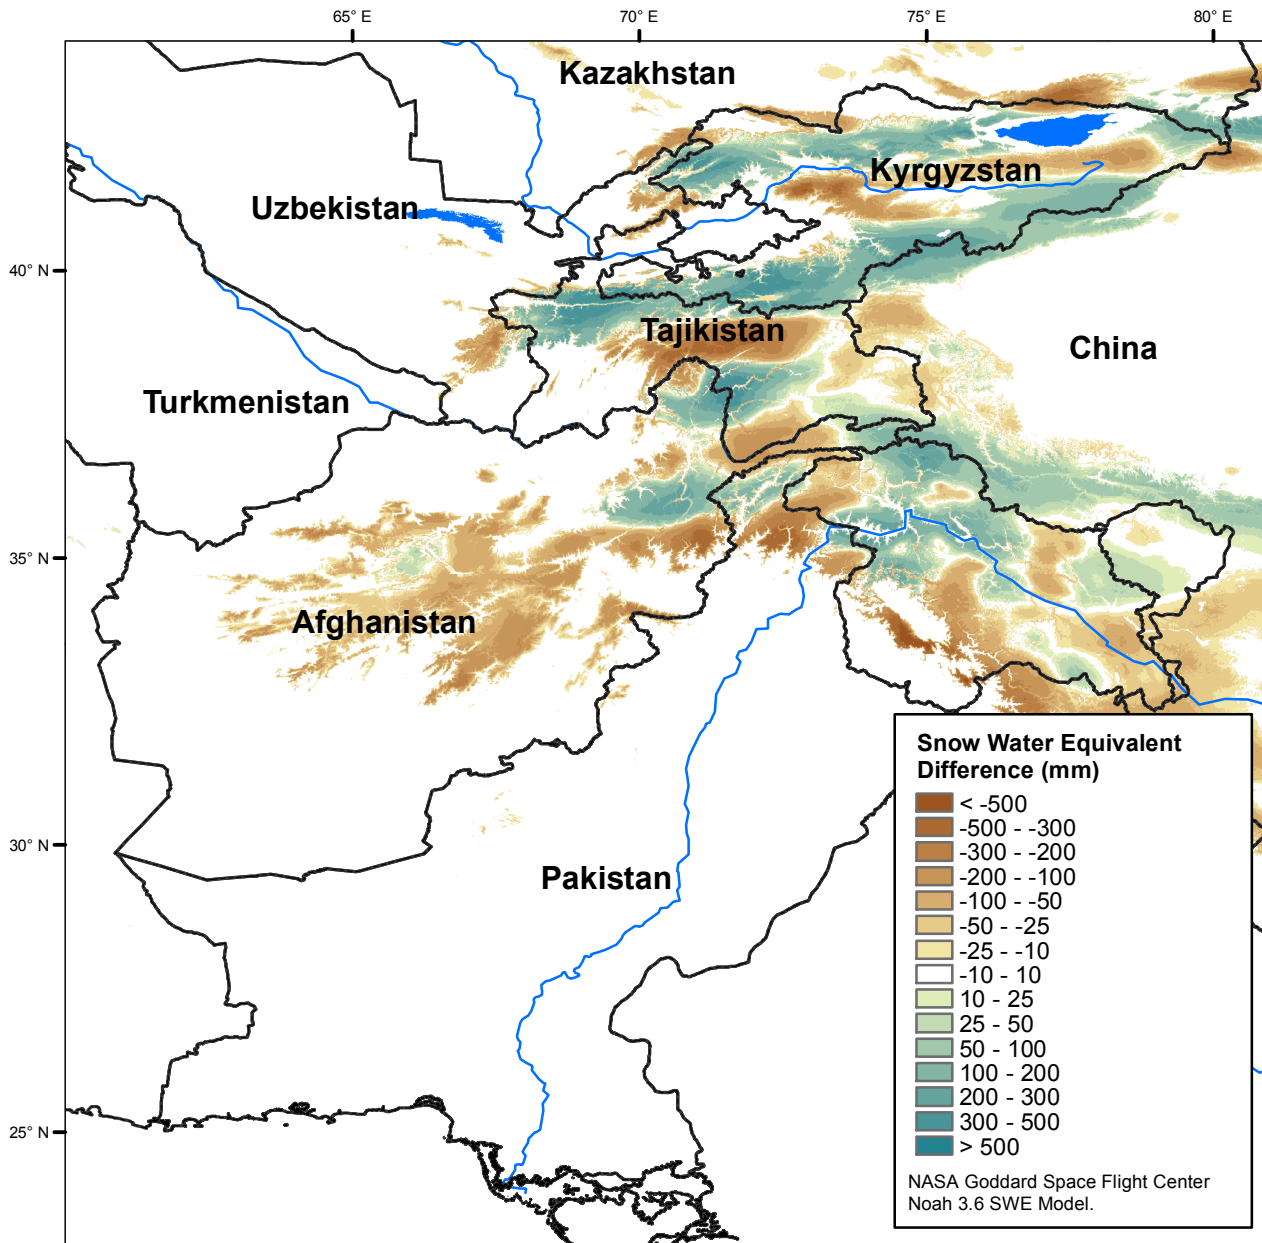 65° E
70° E
75° E
80° E
Kazakhstan
Kyrgyzstan
Uzbekistan
40° N
Tajikistan
China
Turkmenistan
35° N
Afghanistan
30° N
Pakistan
25° N
Snow Water Equivalent
Difference (mm)
< -500
-500 - -300
-300 - -200
-200 - -100
-100 - -50
-50 - -25
-25 - -10
-10 - 10
10 - 25
25 - 50
50 - 100
100 - 200
200 - 300
300 - 500
> 500
NASA Goddard Space Flight Center
Noah 3.6 SWE Model.